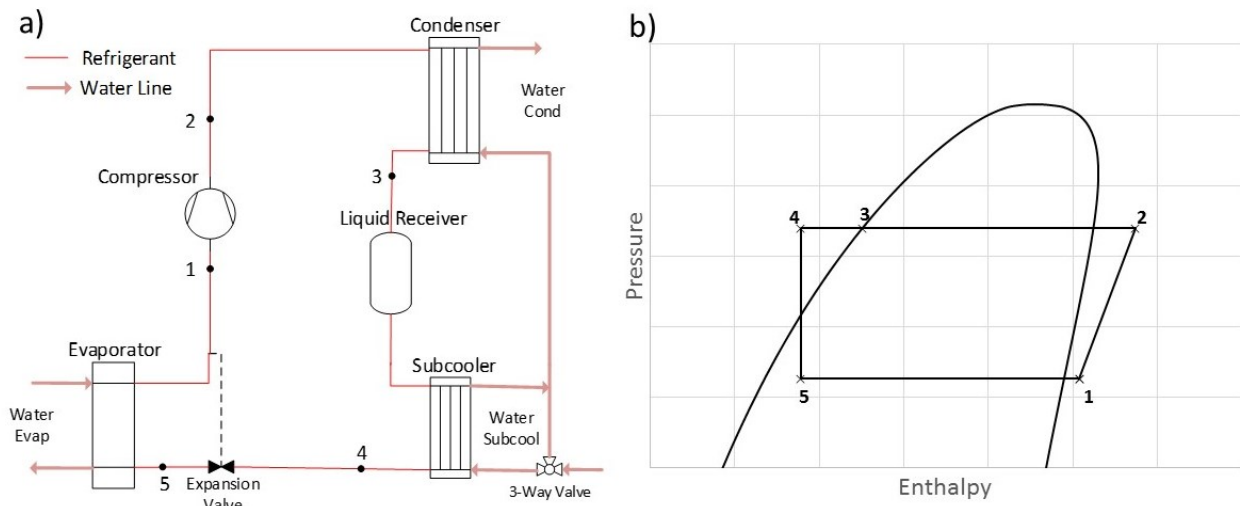 a)
Refrigerant
Water Line
Condenser
Water
Cond
2
Compressor
3
Liquid Receiver
1
Evaporator
Subcooler
Water
Evap
Water
Subcool
4
5
Expansion
Valve
3-Way Valve
b)
Pressure
4
3
2
5
1
Enthalpy